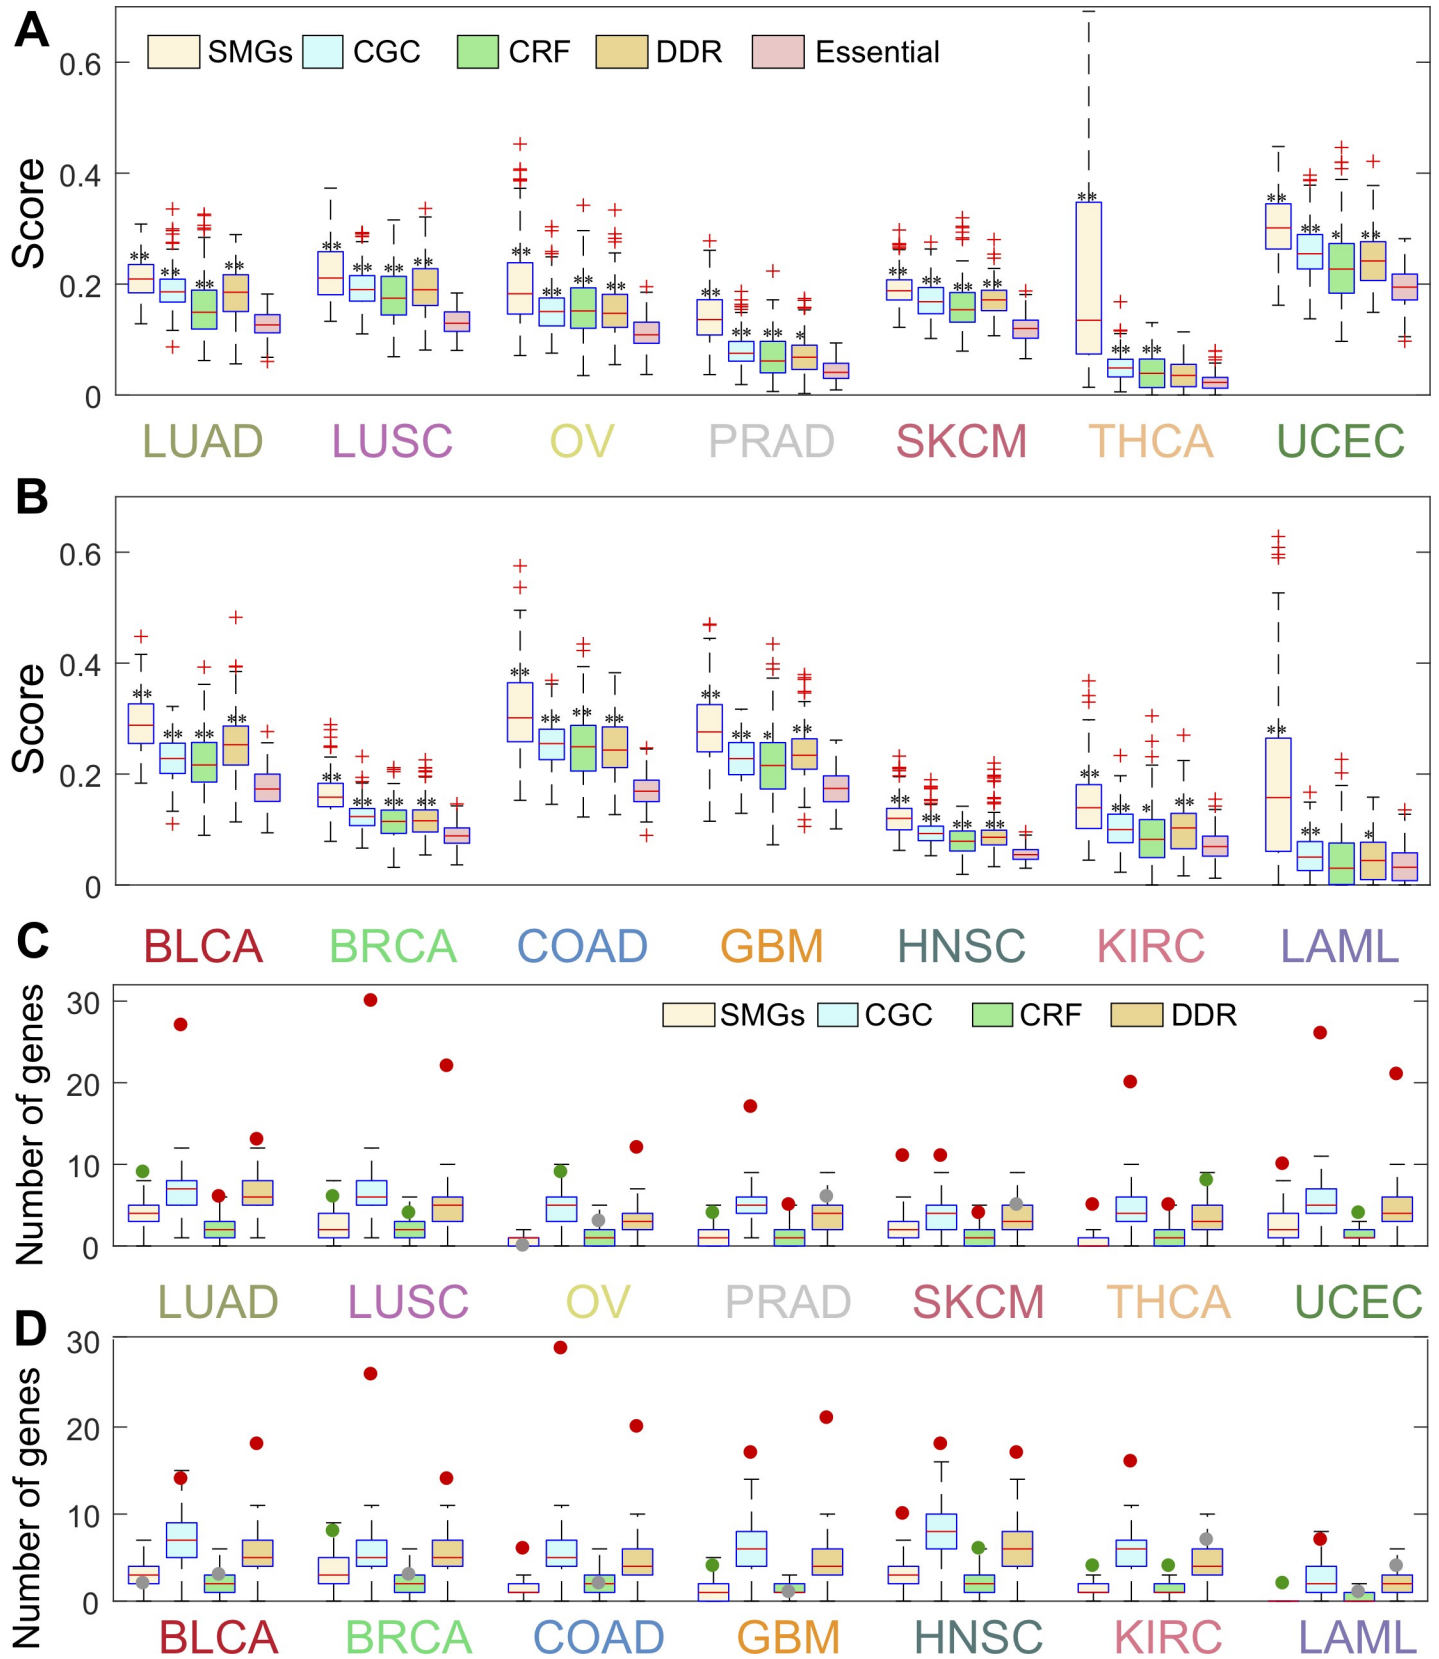 A
SMGs CGC CRF DDR Essential
Score
0.6
0.4
0.2
0
** ** ** ** ** ** ** ** ** ** ** ** ** ** ** * ** ** ** ** ** ** ** ** ** * **
LUAD LUSC OV PRAD SKCM THCA UCEC
B
Score
0.6
0.4
0.2
0
** ** ** ** ** ** ** ** ** ** ** ** ** ** * ** ** ** ** ** ** ** * ** ** ** *
BLCA BRCA COAD GBM HNSC KIRC LAML
C
SMGs CGC CRF DDR
Number of genes
30
20
10
0
LUAD LUSC OV PRAD SKCM THCA UCEC
D
Number of genes
30
20
10
0
BLCA BRCA COAD GBM HNSC KIRC LAML